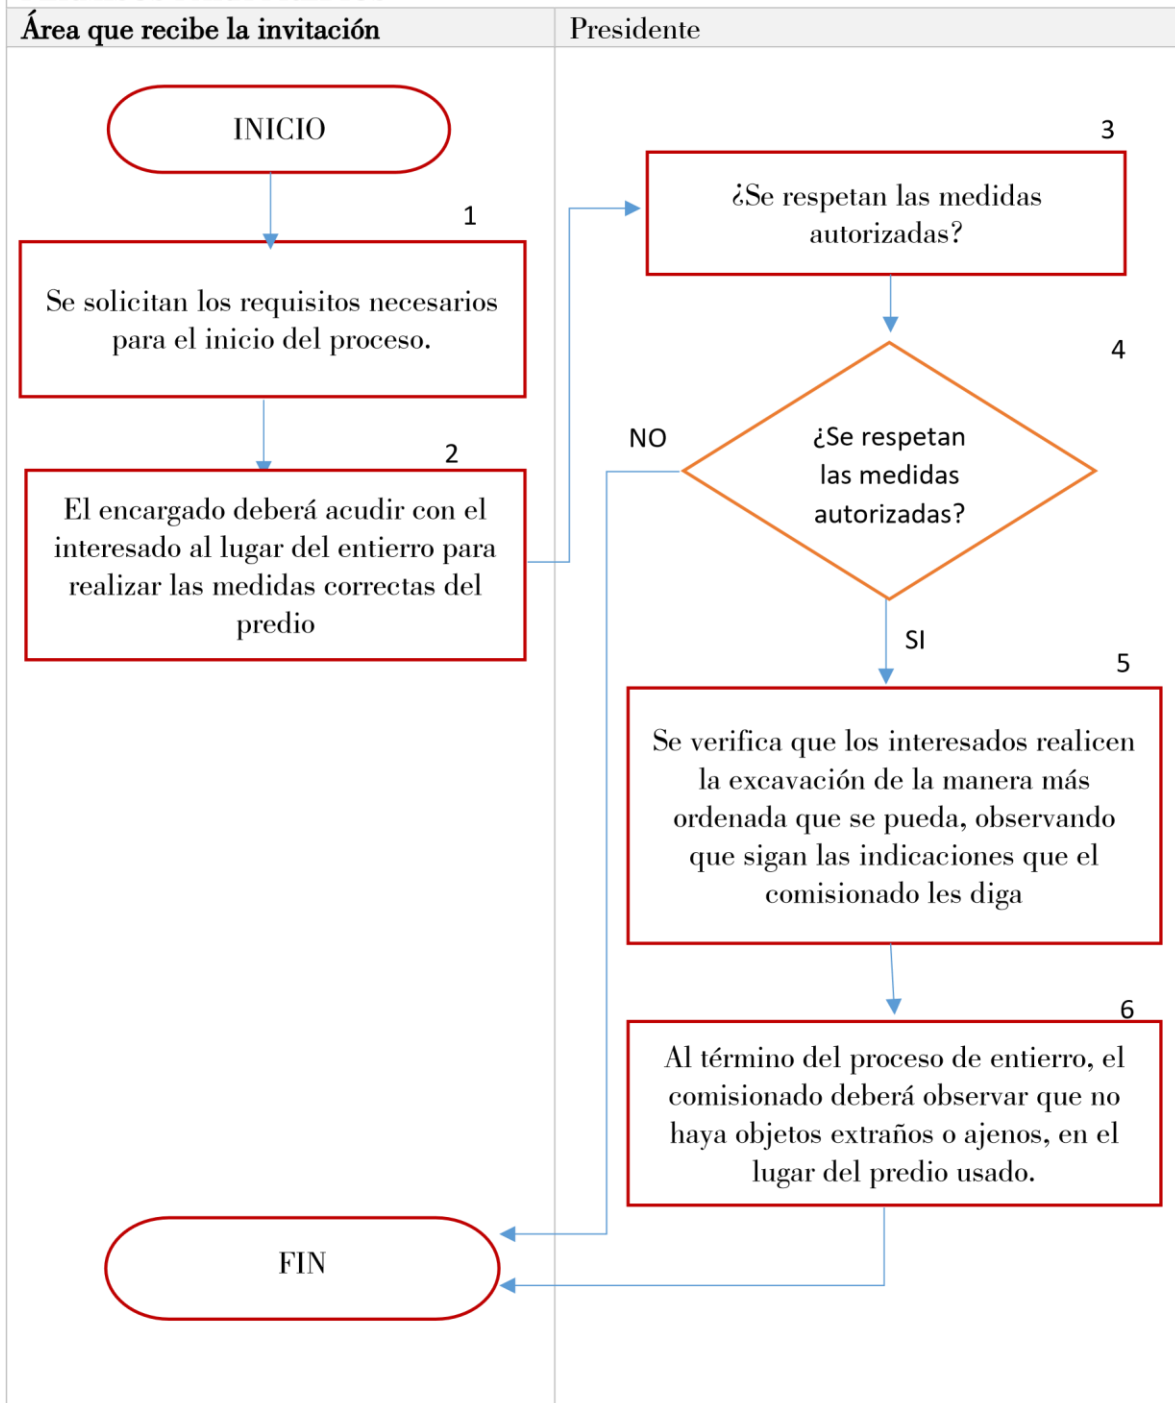 Área que recibe la invitación
Presidente
INICIO
1
Se solicitan los requisitos necesarios
para el inicio del proceso.
2
El encargado deberá acudir con el
interesado al lugar del entierro para
realizar las medidas correctas del
predio
3
¿Se respetan las medidas
autorizadas?
4
¿Se respetan
las medidas
autorizadas?
NO
SI
5
Se verifica que los interesados realicen
la excavación de la manera más
ordenada que se pueda, observando
que sigan las indicaciones que el
comisionado les diga
6
Al término del proceso de entierro, el
comisionado deberá observar que no
haya objetos extraños o ajenos, en el
lugar del predio usado.
FIN